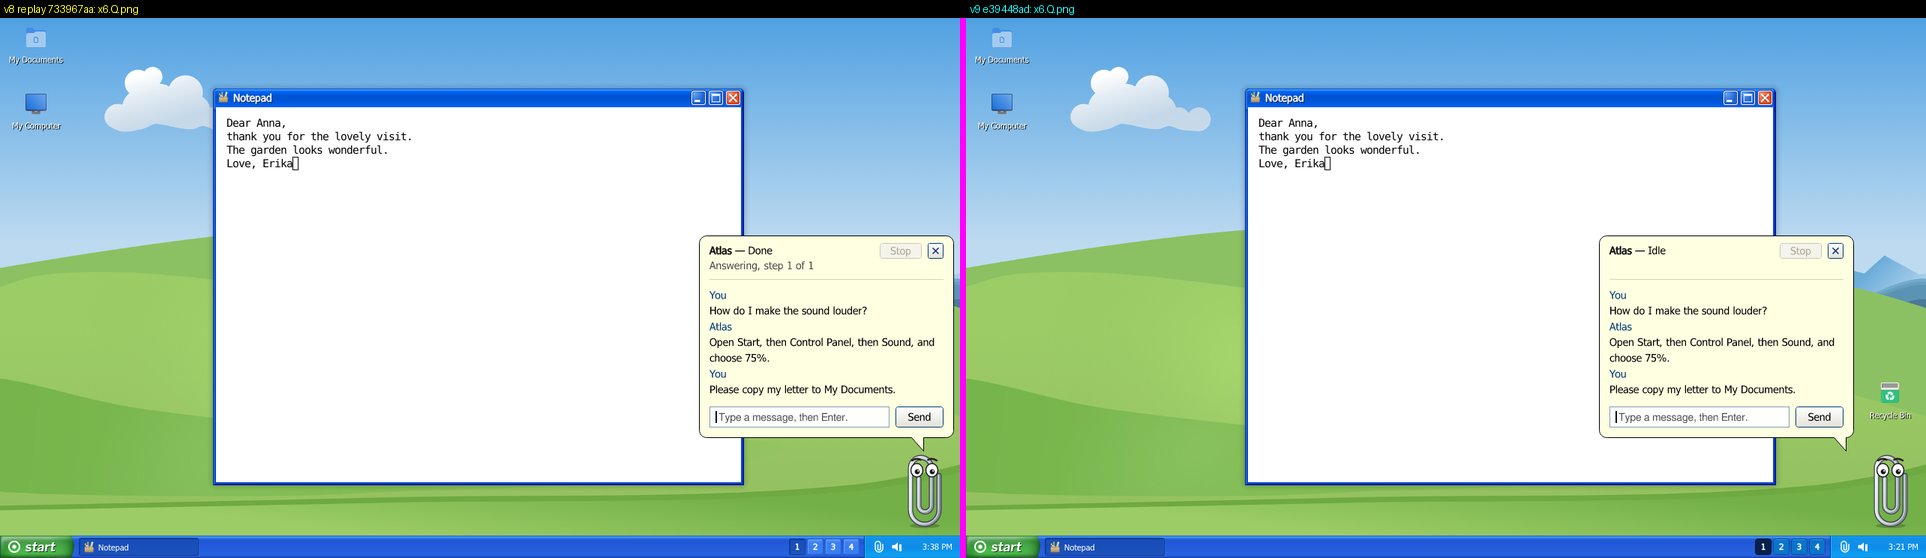 v8 replay 733967aa: x6.Q.png
My Documents
My Computer
Notepad
Dear Anna,
thank you for the lovely visit.
The garden looks wonderful.
Love, Erika
Atlas — Done
Stop
Answering, step 1 of 1
You
How do I make the sound louder?
Atlas
Open Start, then Control Panel, then Sound, and
choose 75%.
You
Please copy my letter to My Documents.
Type a message, then Enter.
Send
start
Notepad
1 2 3 4
3:38 PM
v9 e39448ad: x6.Q.png
My Documents
My Computer
Notepad
Dear Anna,
thank you for the lovely visit.
The garden looks wonderful.
Love, Erika
Atlas — Idle
Stop
You
How do I make the sound louder?
Atlas
Open Start, then Control Panel, then Sound, and
choose 75%.
You
Please copy my letter to My Documents.
Type a message, then Enter.
Send
Recycle Bin
start
Notepad
1 2 3 4
3:21 PM